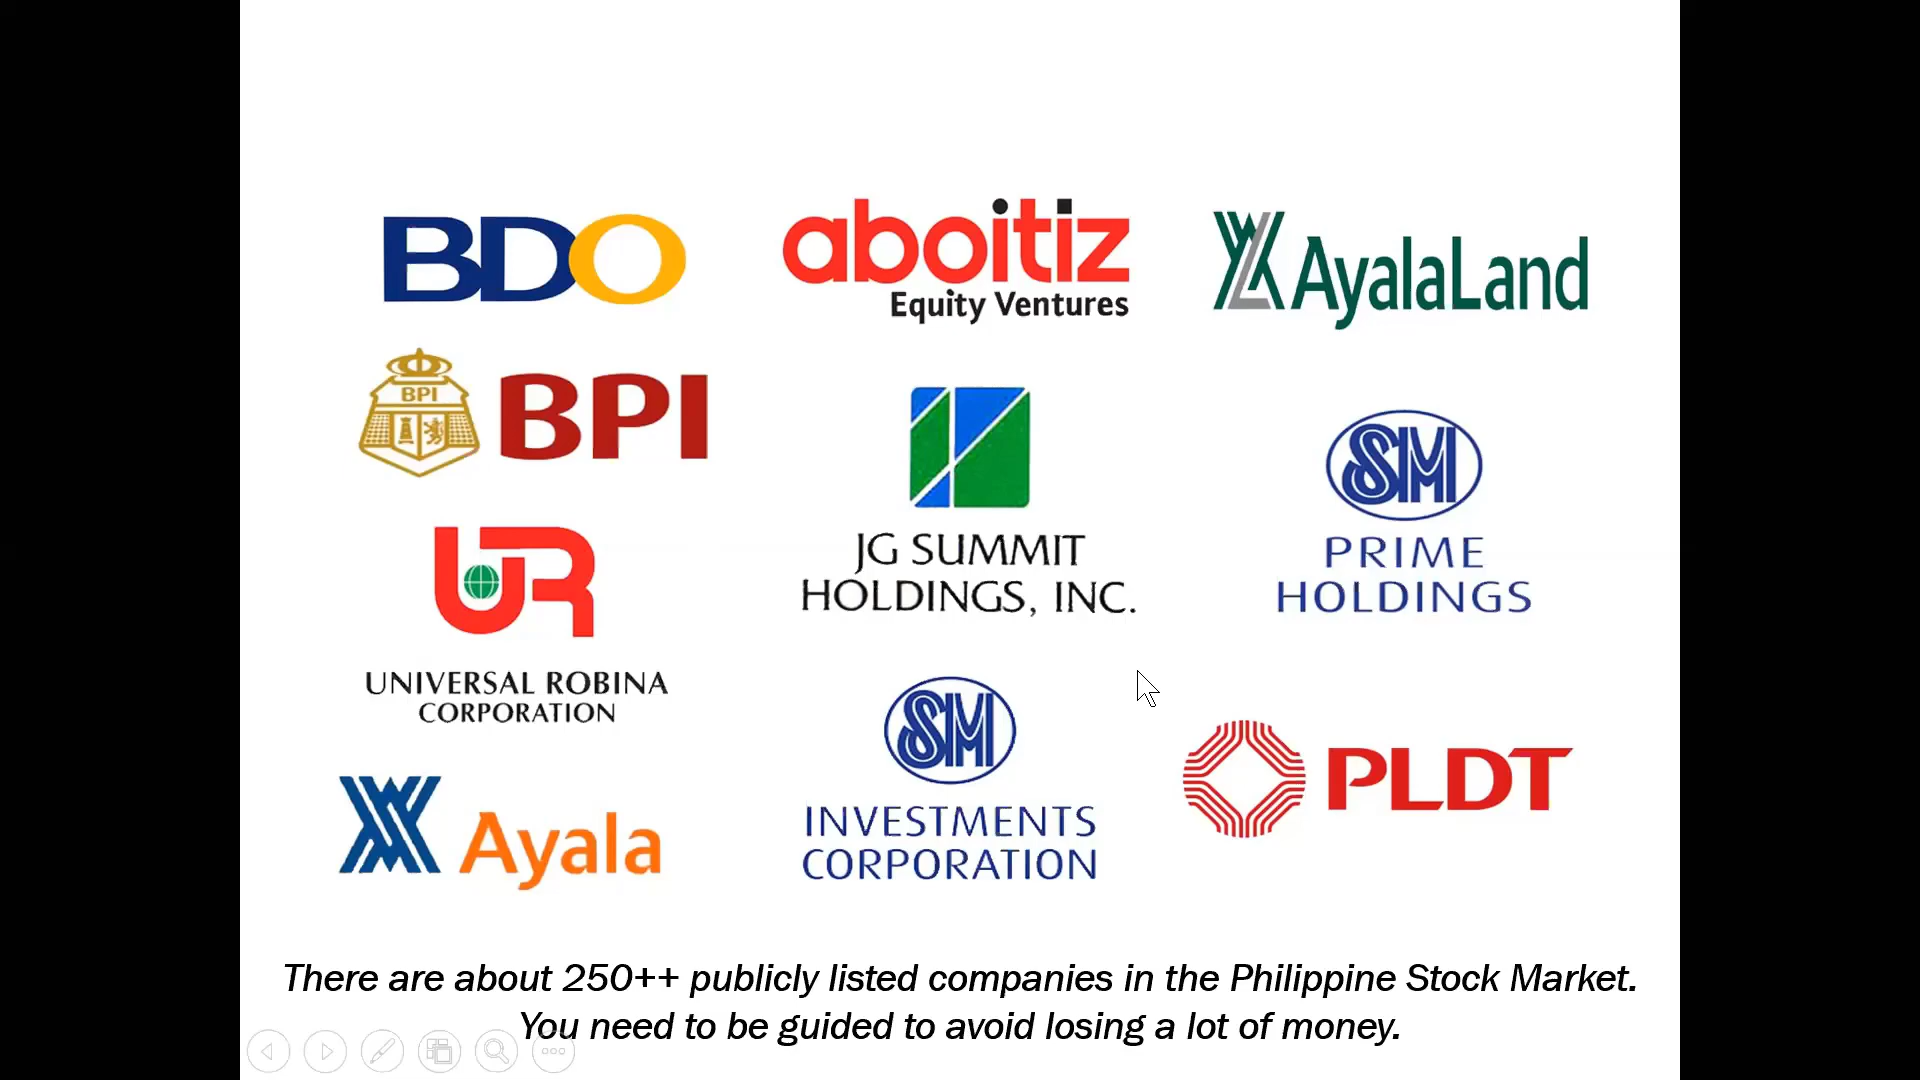 BDO
aboitiz
Equity Ventures
AyalaLand
BPI
BPI
JG SUMMIT
HOLDINGS, INC.
SM
PRIME
HOLDINGS
UR
UNIVERSAL ROBINA
CORPORATION
SM
INVESTMENTS
CORPORATION
PLDT
Ayala
There are about 250++ publicly listed companies in the Philippine Stock Market.
You need to be guided to avoid losing a lot of money.